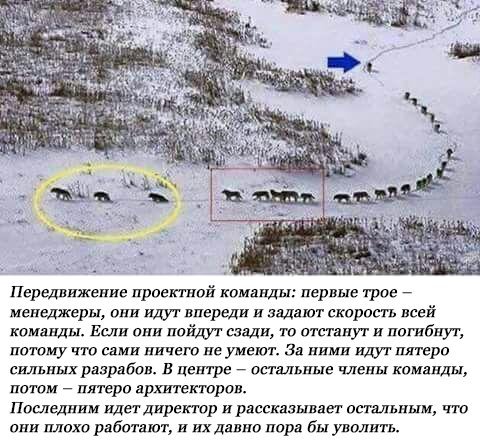 Передвижение проектной команды: первые трое –
менеджеры, они идут впереди и задают скорость всей
команды. Если они пойдут сзади, то отстанут и погибнут,
потому что сами ничего не умеют. За ними идут пятеро
сильных разрабов. В центре – остальные члены команды,
потом – пятеро архитекторов.
Последним идет директор и рассказывает остальным, что
они плохо работают, и их давно пора бы уволить.